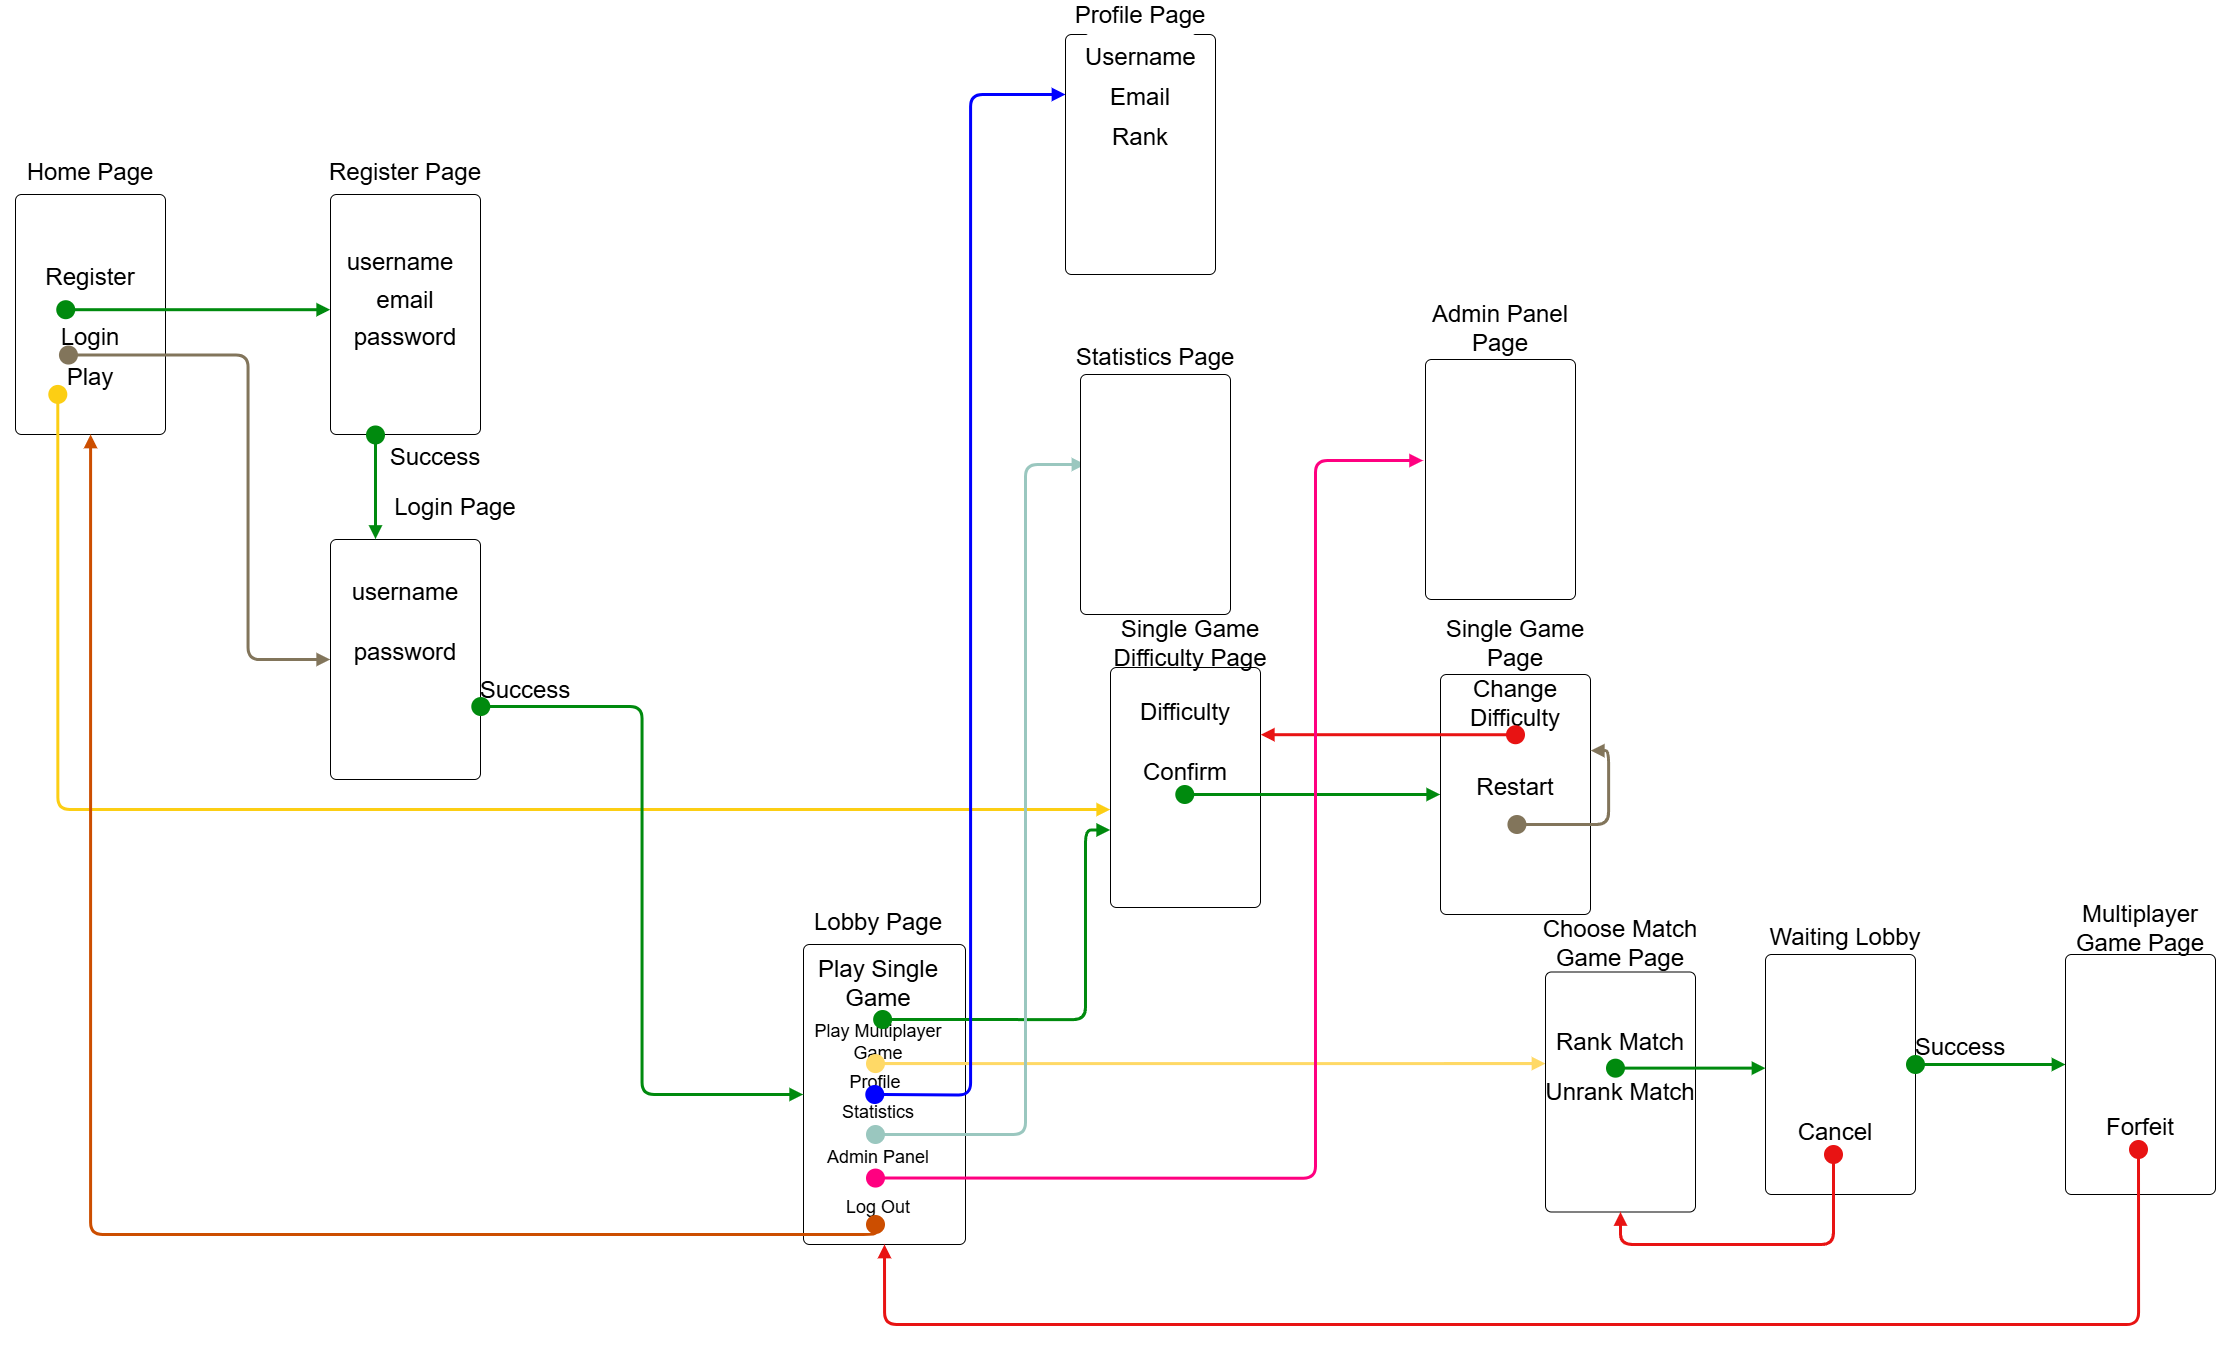 Profile Page
Username
Email
Rank
Home Page
Register
Login
Play
Register Page
username
email
password
Success
Login Page
username
password
Success
Statistics Page
Admin Panel
Page
Single Game
Difficulty Page
Difficulty
Confirm
Single Game
Page
Change
Difficulty
Restart
Lobby Page
Play Single
Game
Play Multiplayer
Game
Profile
Statistics
Admin Panel
Log Out
Choose Match
Game Page
Rank Match
Unrank Match
Waiting Lobby
Cancel
Success
Multiplayer
Game Page
Forfeit